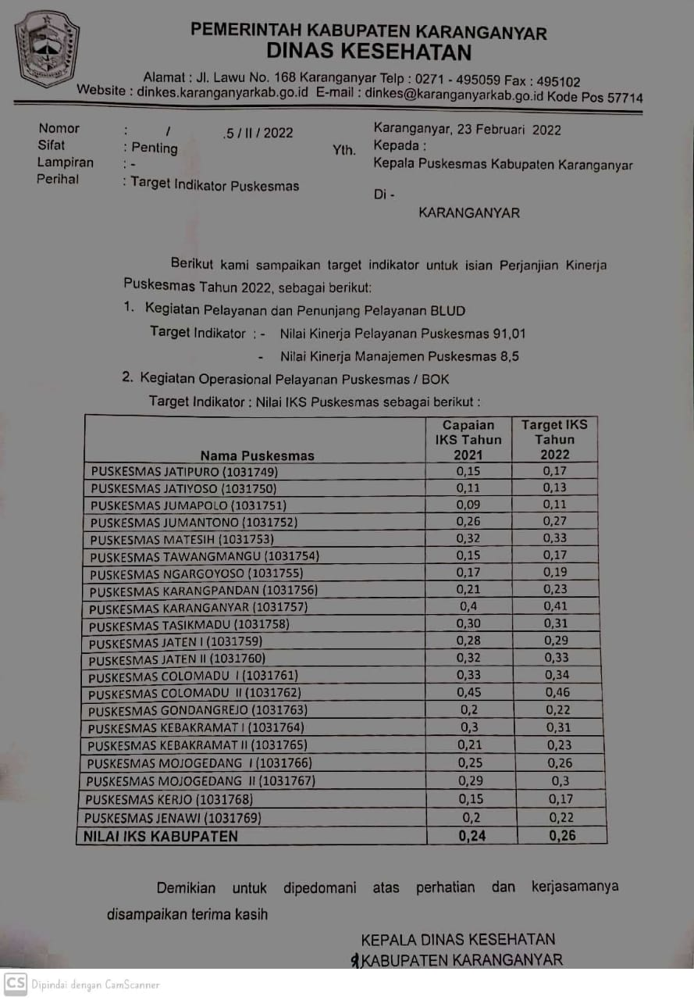 PEMERINTAH KABUPATEN KARANGANYAR
DINAS KESEHATAN
Alamat : Jl. Lawu No. 168 Karanganyar Telp : 0271 - 495059 Fax : 495102
Website : dinkes.karanganyarkab.go.id E-mail : dinkes@karanganyarkab.go.id Kode Pos 57714
Karanganyar, 23 Februari 2022
Nomor : / .5 / II / 2022
Sifat : Penting
Lampiran : -
Perihal : Target Indikator Puskesmas
Yth. Kepada :
Kepala Puskesmas Kabupaten Karanganyar
Di -
KARANGANYAR
Berikut kami sampaikan target indikator untuk isian Perjanjian Kinerja
Puskesmas Tahun 2022, sebagai berikut:
1. Kegiatan Pelayanan dan Penunjang Pelayanan BLUD
Target Indikator : - Nilai Kinerja Pelayanan Puskesmas 91,01
- Nilai Kinerja Manajemen Puskesmas 8,5
2. Kegiatan Operasional Pelayanan Puskesmas / BOK
Target Indikator : Nilai IKS Puskesmas sebagai berikut :
Nama Puskesmas
Capaian
IKS Tahun
2021
Target IKS
Tahun
2022
PUSKESMAS JATIPURO (1031749) 0,15 0,17
PUSKESMAS JATIYOSO (1031750) 0,11 0,13
PUSKESMAS JUMAPOLO (1031751) 0,09 0,11
PUSKESMAS JUMANTONO (1031752) 0,26 0,27
PUSKESMAS MATESIH (1031753) 0,32 0,33
PUSKESMAS TAWANGMANGU (1031754) 0,15 0,17
PUSKESMAS NGARGOYOSO (1031755) 0,17 0,19
PUSKESMAS KARANGPANDAN (1031756) 0,21 0,23
PUSKESMAS KARANGANYAR (1031757) 0,4 0,41
PUSKESMAS TASIKMADU (1031758) 0,30 0,31
PUSKESMAS JATEN I (1031759) 0,28 0,29
PUSKESMAS JATEN II (1031760) 0,32 0,33
PUSKESMAS COLOMADU I (1031761) 0,33 0,34
PUSKESMAS COLOMADU II (1031762) 0,45 0,46
PUSKESMAS GONDANGREJO (1031763) 0,2 0,22
PUSKESMAS KEBAKRAMAT I (1031764) 0,3 0,31
PUSKESMAS KEBAKRAMAT II (1031765) 0,21 0,23
PUSKESMAS MOJOGEDANG I (1031766) 0,25 0,26
PUSKESMAS MOJOGEDANG II (1031767) 0,29 0,3
PUSKESMAS KERJO (1031768) 0,15 0,17
PUSKESMAS JENAWI (1031769) 0,2 0,22
NILAI IKS KABUPATEN 0,24 0,26
Demikian untuk dipedomani atas perhatian dan kerjasamanya
disampaikan terima kasih
KEPALA DINAS KESEHATAN
KABUPATEN KARANGANYAR
CS Dipindai dengan CamScanner